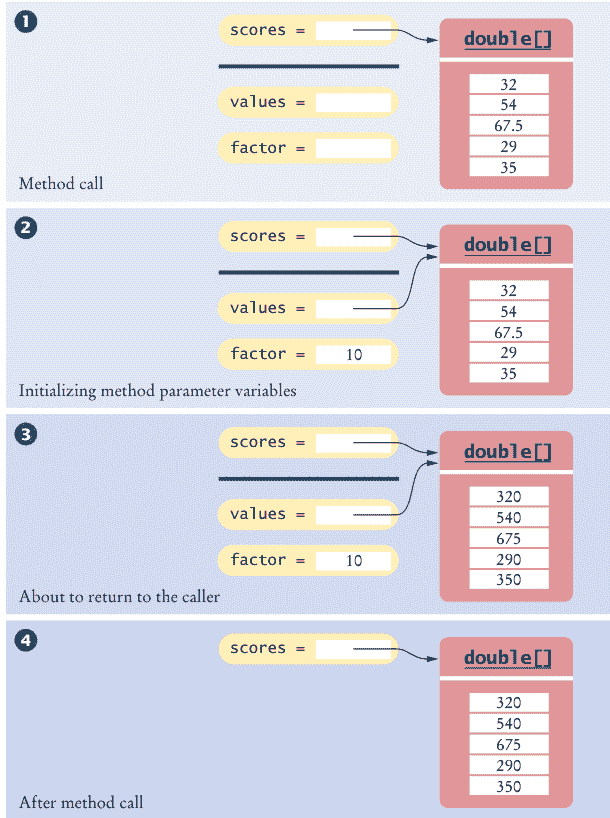 1
scores =
double[]
values =
factor =
32
54
67.5
29
35
Method call
2
scores =
double[]
values =
factor = 10
32
54
67.5
29
35
Initializing method parameter variables
3
scores =
double[]
values =
factor = 10
320
540
675
290
350
About to return to the caller
4
scores =
double[]
320
540
675
290
350
After method call